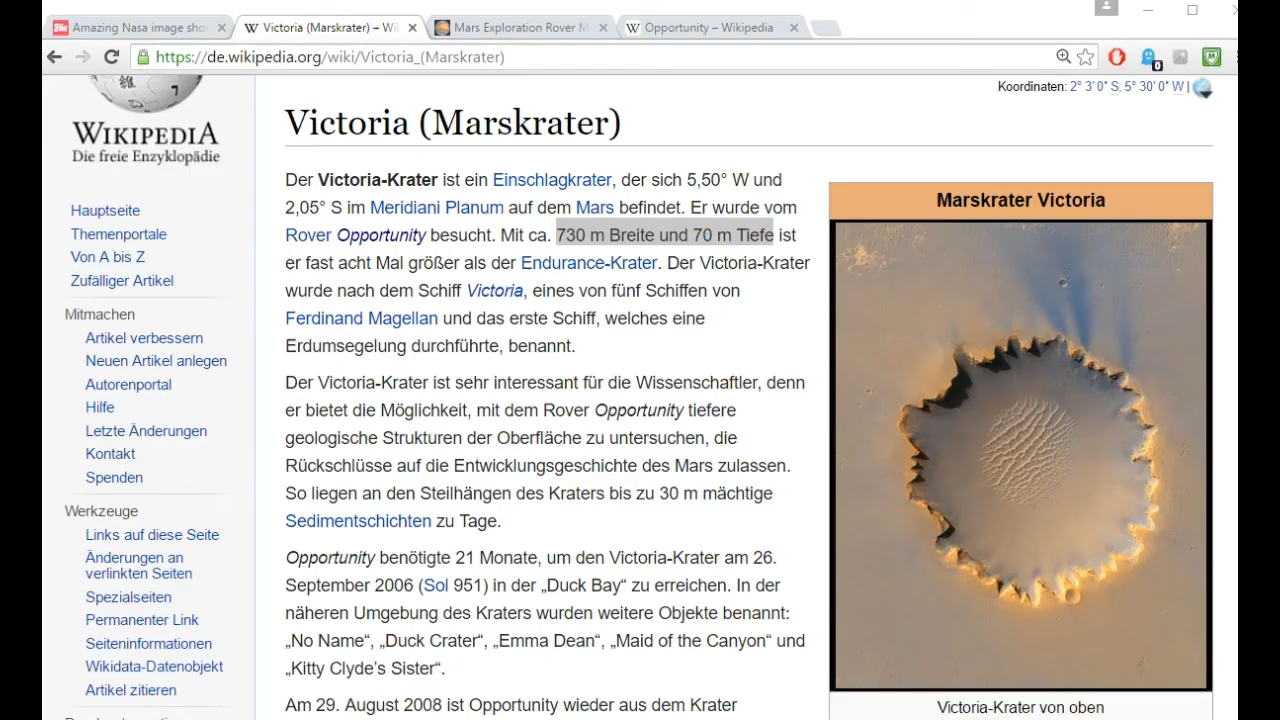 Amazing Nasa image sho
Victoria (Marskrater) – Wi
Mars Exploration Rover M
Opportunity – Wikipedia
https://de.wikipedia.org/wiki/Victoria_(Marskrater)
0
Koordinaten: 2° 3′ 0″ S, 5° 30′ 0″ W |
WIKIPEDIA
Die freie Enzyklopädie
Hauptseite
Themenportale
Von A bis Z
Zufälliger Artikel
Mitmachen
Artikel verbessern
Neuen Artikel anlegen
Autorenportal
Hilfe
Letzte Änderungen
Kontakt
Spenden
Werkzeuge
Links auf diese Seite
Änderungen an
verlinkten Seiten
Spezialseiten
Permanenter Link
Seiteninformationen
Wikidata-Datenobjekt
Artikel zitieren
Victoria (Marskrater)
Der Victoria-Krater ist ein Einschlagkrater, der sich 5,50° W und
2,05° S im Meridiani Planum auf dem Mars befindet. Er wurde vom
Rover Opportunity besucht. Mit ca. 730 m Breite und 70 m Tiefe ist
er fast acht Mal größer als der Endurance-Krater. Der Victoria-Krater
wurde nach dem Schiff Victoria, eines von fünf Schiffen von
Ferdinand Magellan und das erste Schiff, welches eine
Erdumsegelung durchführte, benannt.
Der Victoria-Krater ist sehr interessant für die Wissenschaftler, denn
er bietet die Möglichkeit, mit dem Rover Opportunity tiefere
geologische Strukturen der Oberfläche zu untersuchen, die
Rückschlüsse auf die Entwicklungsgeschichte des Mars zulassen.
So liegen an den Steilhängen des Kraters bis zu 30 m mächtige
Sedimentschichten zu Tage.
Opportunity benötigte 21 Monate, um den Victoria-Krater am 26.
September 2006 (Sol 951) in der „Duck Bay“ zu erreichen. In der
näheren Umgebung des Kraters wurden weitere Objekte benannt:
„No Name“, „Duck Crater“, „Emma Dean“, „Maid of the Canyon“ und
„Kitty Clyde’s Sister“.
Am 29. August 2008 ist Opportunity wieder aus dem Krater
Marskrater Victoria
Victoria-Krater von oben